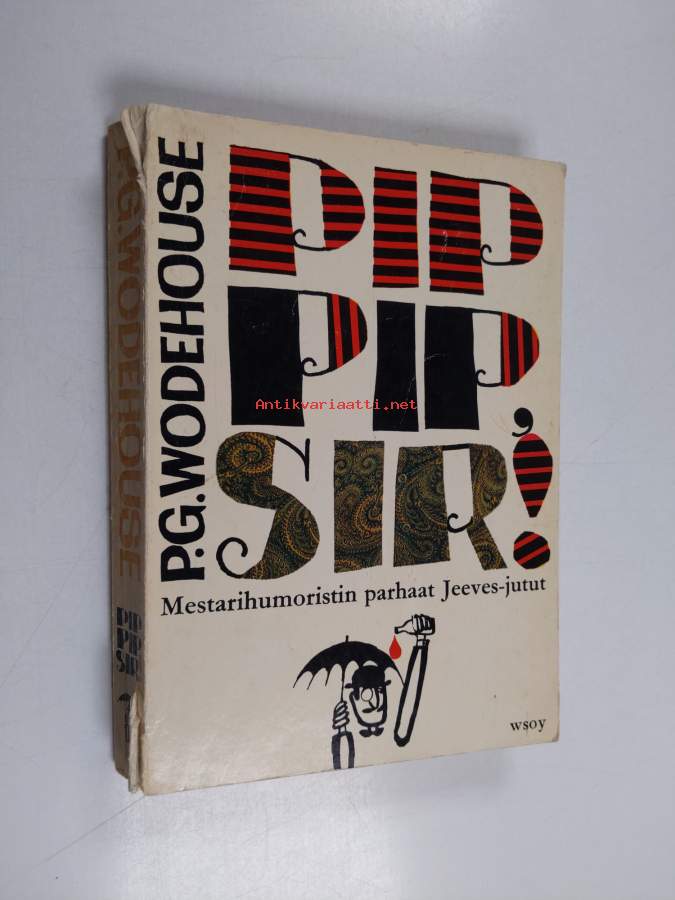 P.G.WODEHOUSE
PIP
PIP,
SIR!
Mestarihumoristin parhaat Jeeves-jutut
wsoy
P.G.WODEHOUSE
PIP
PIP
SIR!
Antikvariaatti.net